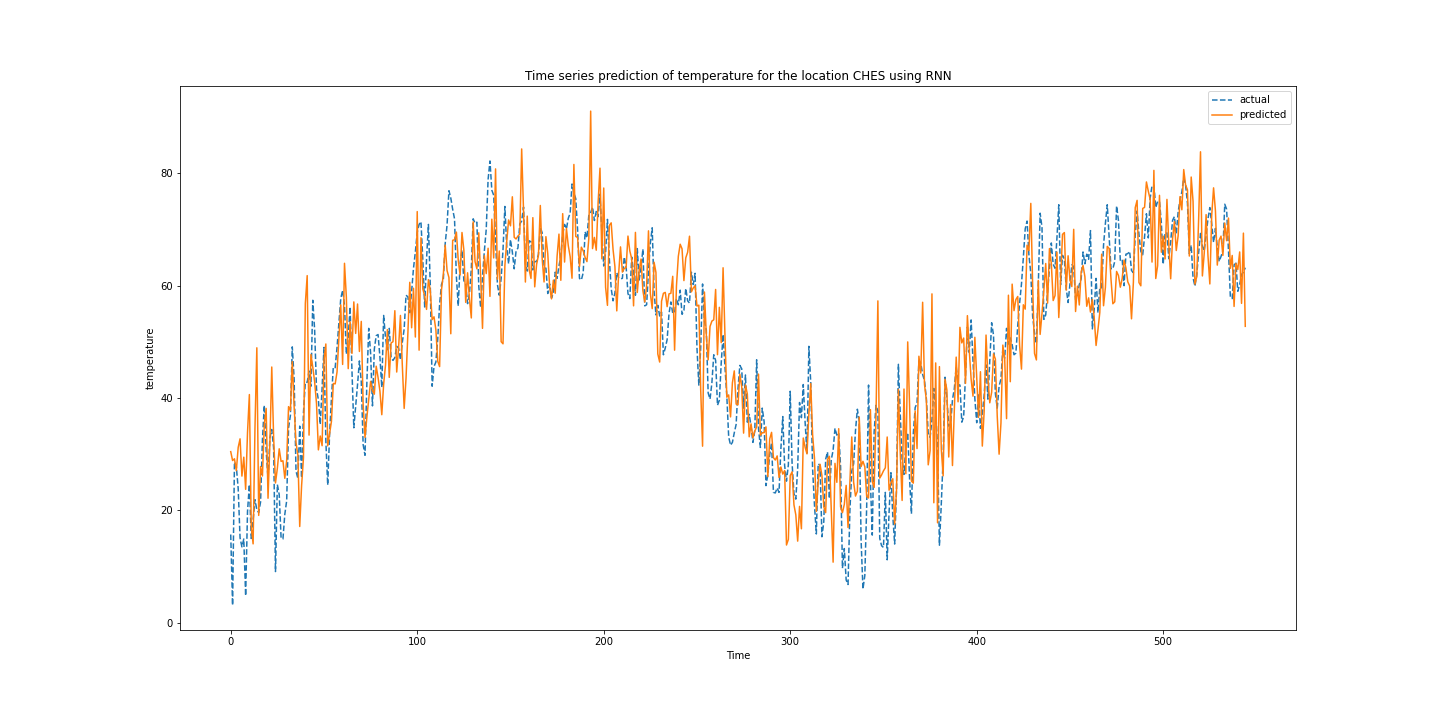 Time series prediction of temperature for the location CHES using RNN
actual
predicted
80
60
40
20
0
temperature
0 100 200 300 400 500
Time